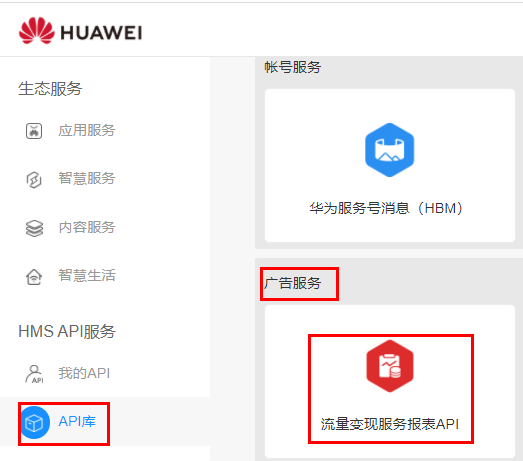 HUAWEI
生态服务
应用服务
智慧服务
内容服务
智慧生活
HMS API服务
API
我的API
API库
帐号服务
华为服务号消息（HBM）
广告服务
流量变现服务报表API